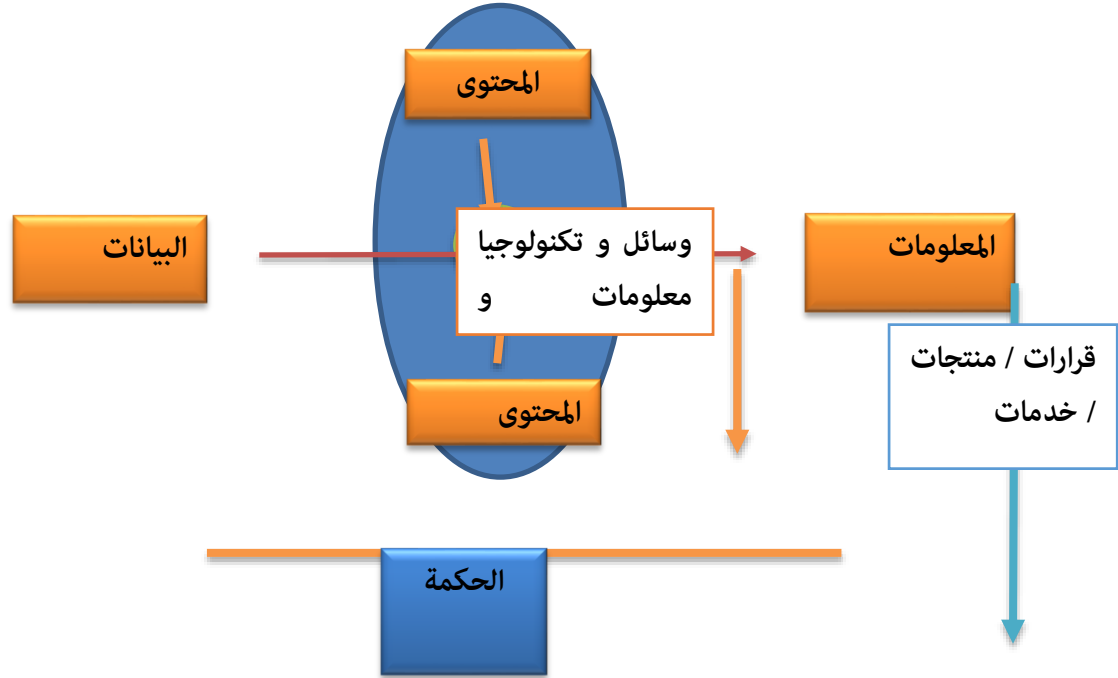 المحتوى
البيانات
وسائل و تكنولوجيا
معلومات و
المعلومات
قرارات / منتجات
/ خدمات
المحتوى
الحكمة